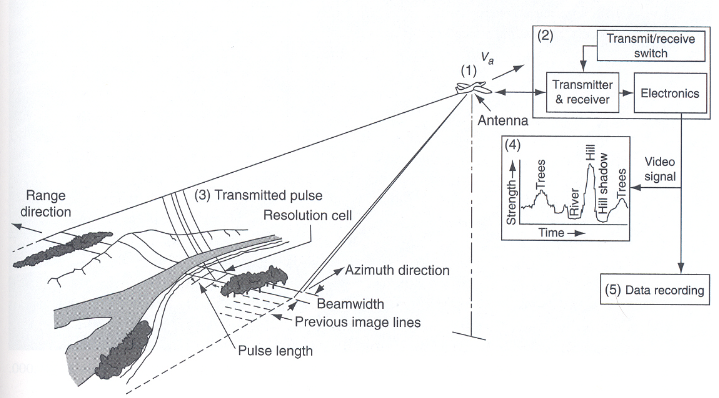 (1)
Va
Antenna
(2)
Transmit/receive
switch
Transmitter
& receiver
Electronics
Video
signal
(4)
Strength
Trees
River
Hill
Hill shadow
Trees
Time
(5) Data recording
(3) Transmitted pulse
Resolution cell
Range
direction
Azimuth direction
Beamwidth
Previous image lines
Pulse length